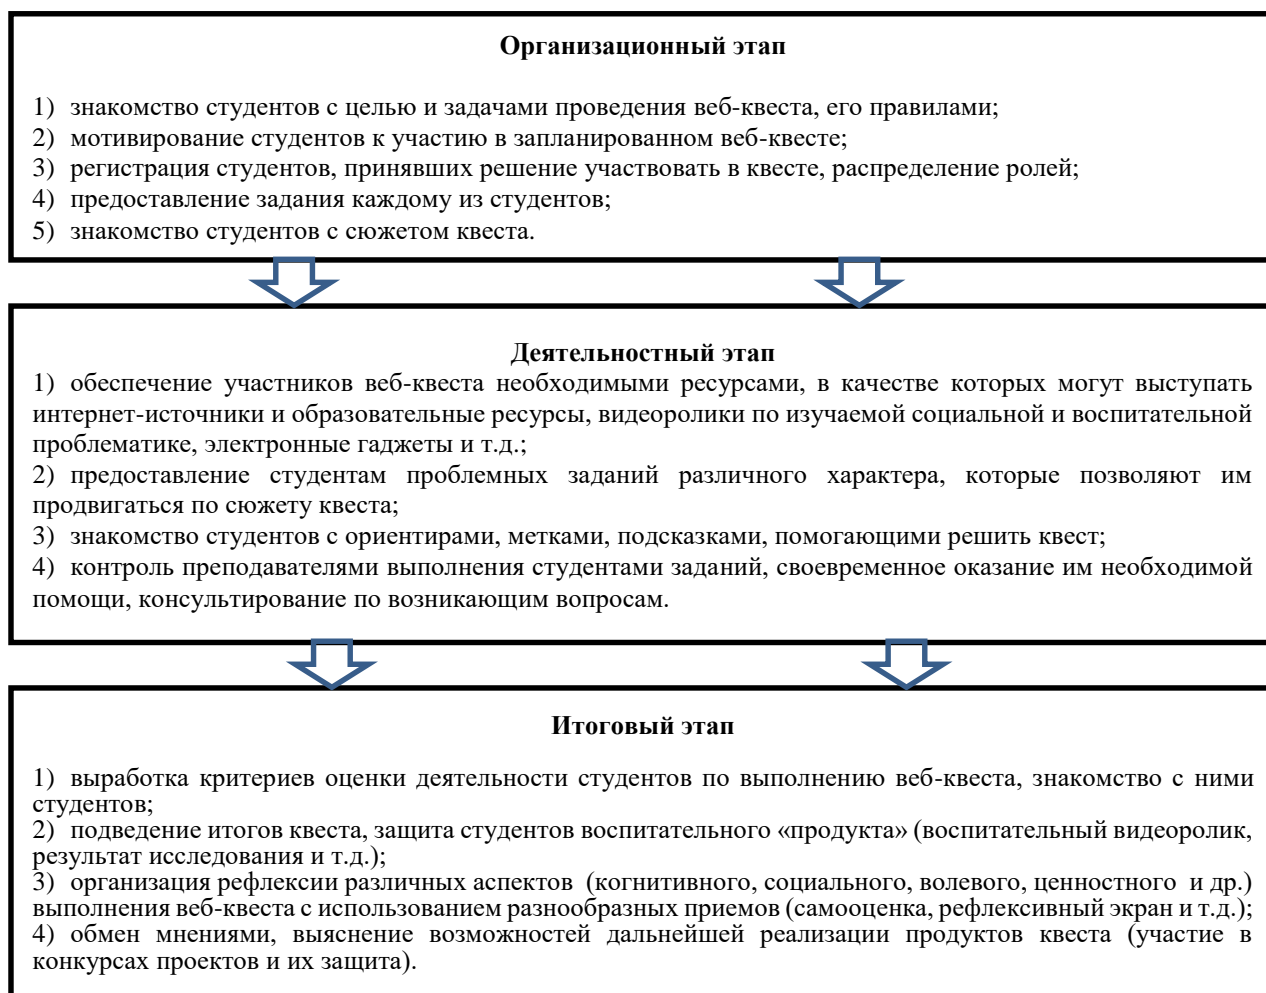 Организационный этап
1) знакомство студентов с целью и задачами проведения веб-квеста, его правилами;
2) мотивирование студентов к участию в запланированном веб-квесте;
3) регистрация студентов, принявших решение участвовать в квесте, распределение ролей;
4) предоставление задания каждому из студентов;
5) знакомство студентов с сюжетом квеста.
Деятельностный этап
1) обеспечение участников веб-квеста необходимыми ресурсами, в качестве которых могут выступать
интернет-источники и образовательные ресурсы, видеоролики по изучаемой социальной и воспитательной
проблематике, электронные гаджеты и т.д.;
2) предоставление студентам проблемных заданий различного характера, которые позволяют им
продвигаться по сюжету квеста;
3) знакомство студентов с ориентирами, метками, подсказками, помогающими решить квест;
4) контроль преподавателями выполнения студентами заданий, своевременное оказание им необходимой
помощи, консультирование по возникающим вопросам.
Итоговый этап
1) выработка критериев оценки деятельности студентов по выполнению веб-квеста, знакомство с ними
студентов;
2) подведение итогов квеста, защита студентов воспитательного «продукта» (воспитательный видеоролик,
результат исследования и т.д.);
3) организация рефлексии различных аспектов (когнитивного, социального, волевого, ценностного и др.)
выполнения веб-квеста с использованием разнообразных приемов (самооценка, рефлексивный экран и т.д.);
4) обмен мнениями, выяснение возможностей дальнейшей реализации продуктов квеста (участие в
конкурсах проектов и их защита).